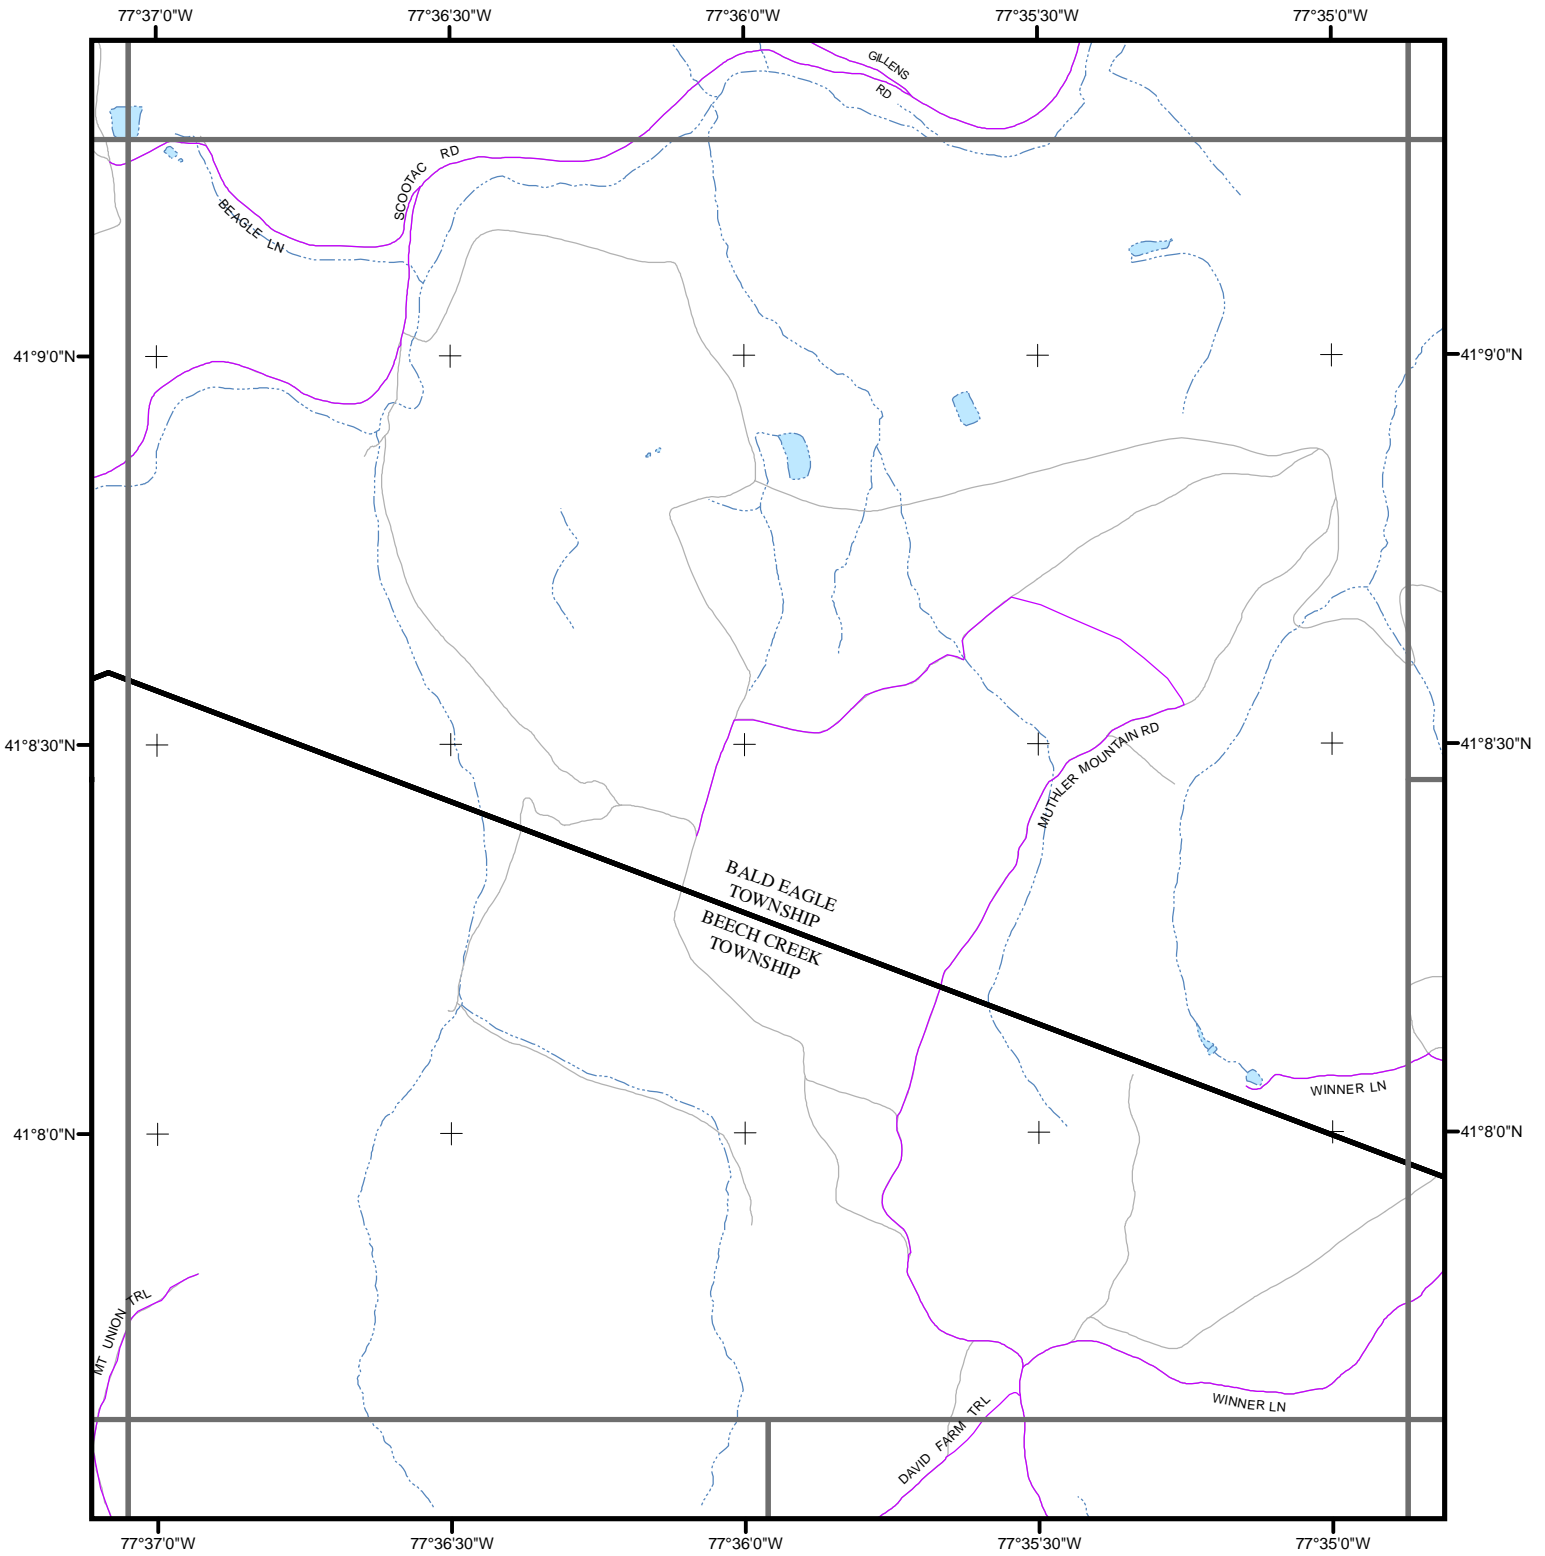 77°37'0"W 77°36'30"W 77°36'0"W 77°35'30"W 77°35'0"W
GILLENS
RD
SCOOTAC RD
BEAGLE LN
41°9'0"N 41°9'0"N
41°8'30"N 41°8'30"N
MUTHLER MOUNTAIN RD
BALD EAGLE
TOWNSHIP
BEECH CREEK
TOWNSHIP
WINNER LN
41°8'0"N 41°8'0"N
MT UNION TRL
WINNER LN
DAVID FARM TRL
77°37'0"W 77°36'30"W 77°36'0"W 77°35'30"W 77°35'0"W